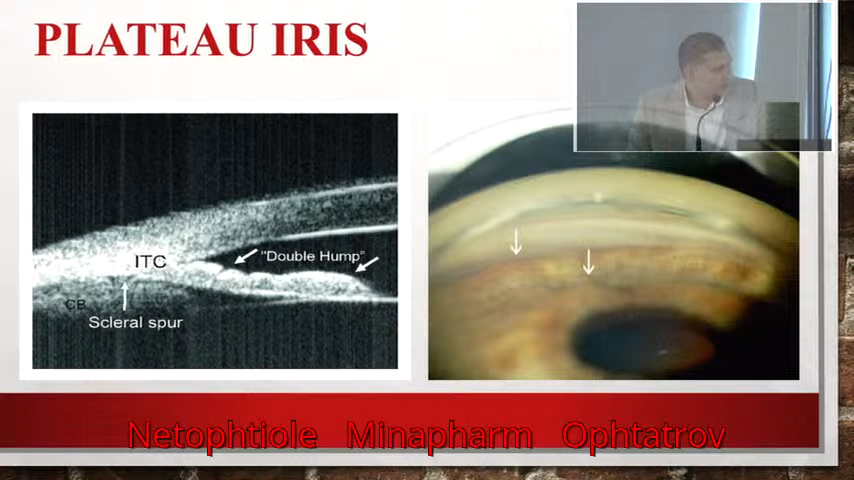 PLATEAU IRIS
"Double Hump"
ITC
CB
Scleral spur
Netophtiole Minapharm Ophtatrov